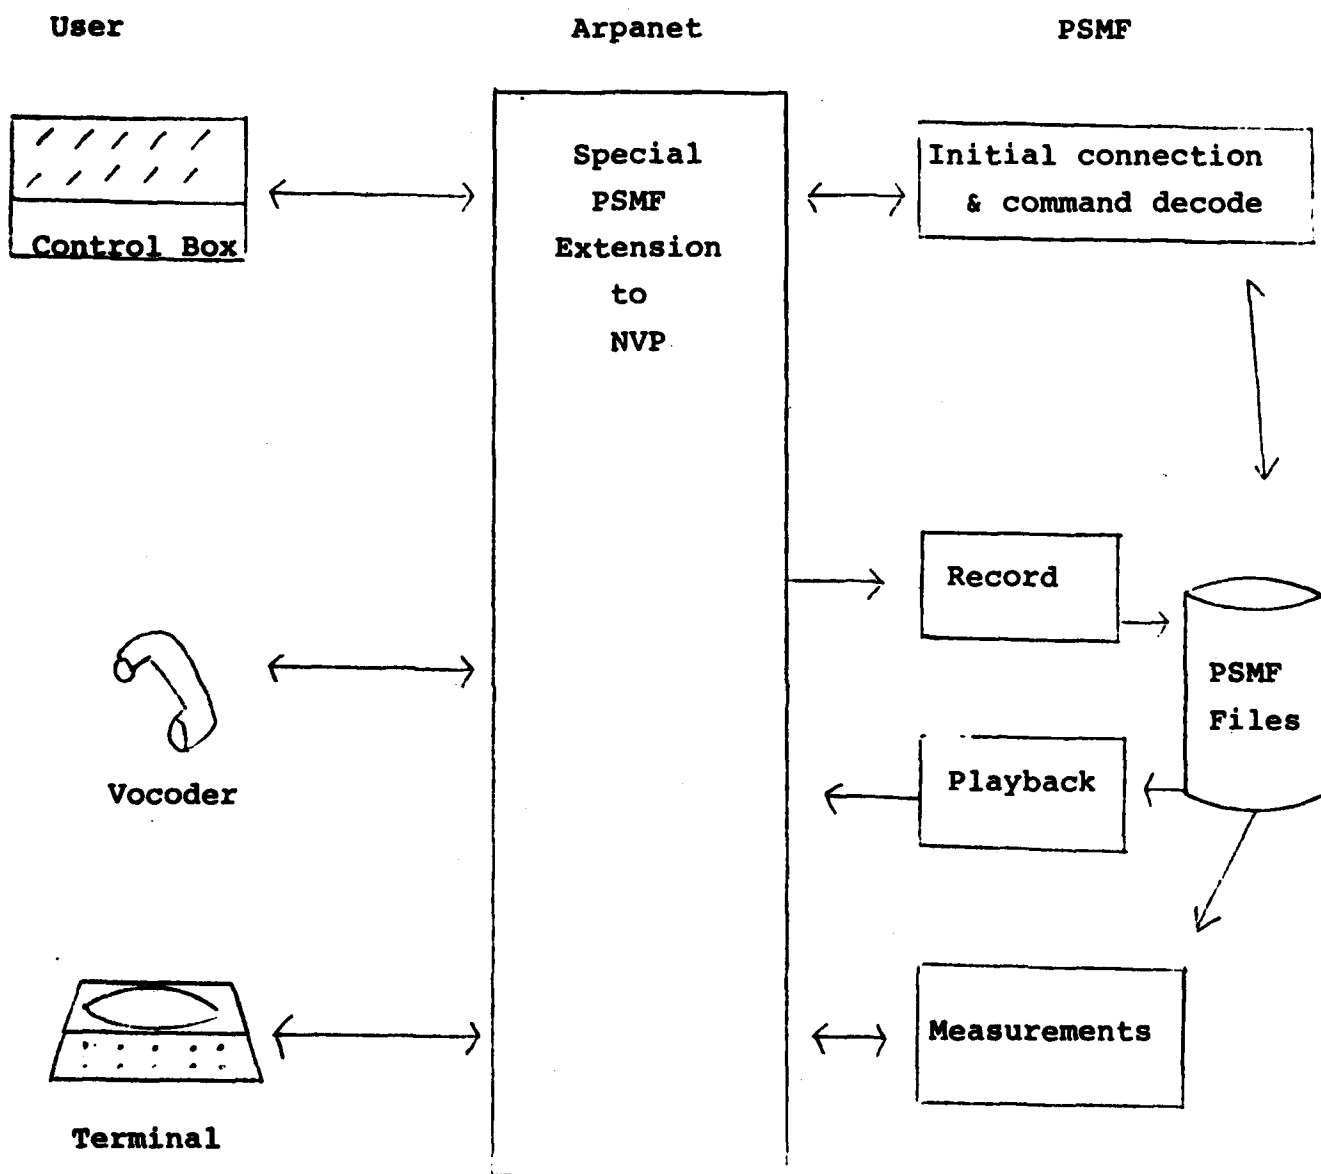 User
Arpanet
PSMF
Control Box
Special
PSMF
Extension
to
NVP
Initial connection
& command decode
Record
PSMF
Files
Playback
Vocoder
Measurements
Terminal